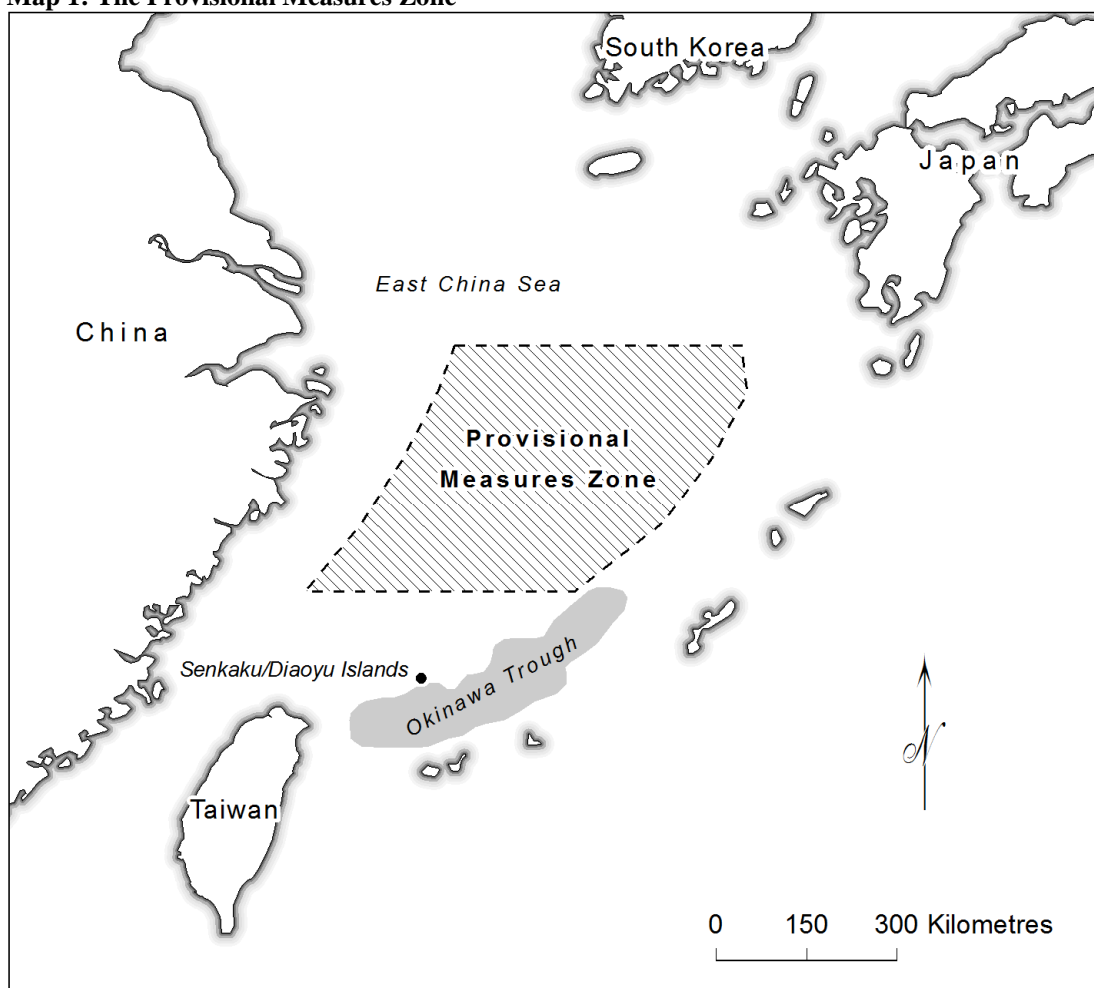 Map 1: The Provisional Measures Zone
South Korea
Japan
East China Sea
China
Provisional
Measures Zone
Senkaku/Diaoyu Islands
Okinawa Trough
N
Taiwan
0 150 300 Kilometres